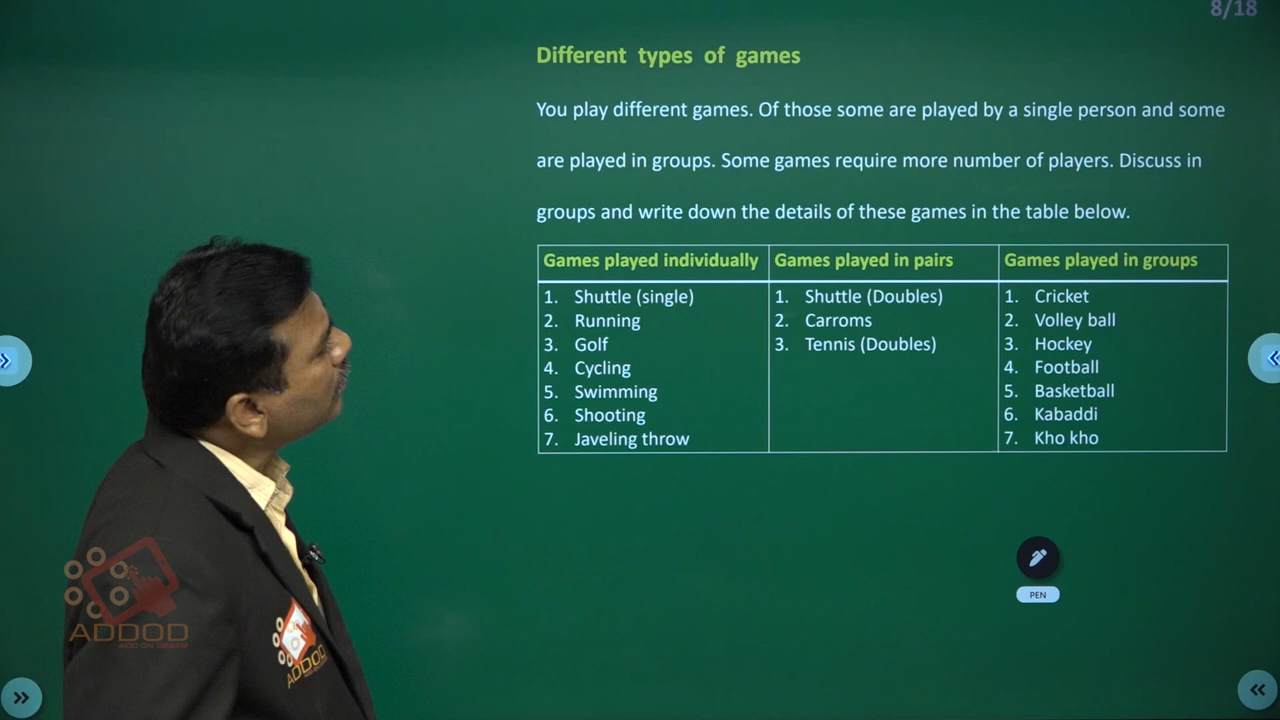 8/18
Different types of games
You play different games. Of those some are played by a single person and some
are played in groups. Some games require more number of players. Discuss in
groups and write down the details of these games in the table below.
Games played individually Games played in pairs Games played in groups
1. Shuttle (single) 1. Shuttle (Doubles) 1. Cricket
2. Running 2. Carroms 2. Volley ball
3. Golf 3. Tennis (Doubles) 3. Hockey
4. Cycling 4. Football
5. Swimming 5. Basketball
6. Shooting 6. Kabaddi
7. Javeling throw 7. Kho kho
PEN
ADDOD
ADD ON DESKS
ADDOD